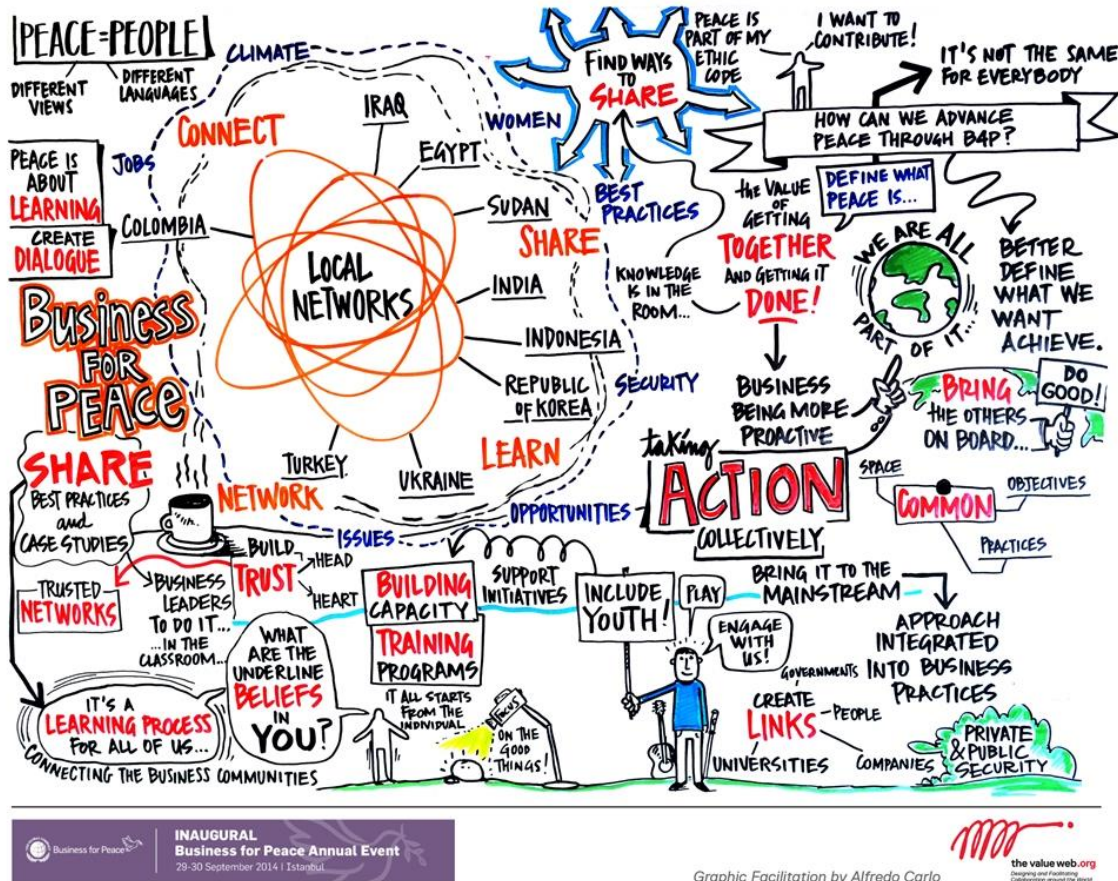 PEACE=PEOPLE
DIFFERENT
VIEWS
DIFFERENT
LANGUAGES
PEACE IS
ABOUT
LEARNING
CREATE
DIALOGUE
Business
FOR
PEACE
SHARE
BEST PRACTICES
and
CASE STUDIES
TRUSTED
NETWORKS
BUSINESS
LEADERS
TO DO IT...
...IN THE
CLASSROOM...
IT'S A
LEARNING PROCESS
FOR ALL OF US...
CONNECTING THE BUSINESS COMMUNITIES
CLIMATE
CONNECT
JOBS
COLOMBIA
IRAQ
EGYPT
WOMEN
SUDAN
SHARE
BEST
PRACTICES
LOCAL
NETWORKS
INDIA
INDONESIA
REPUBLIC
OF KOREA
SECURITY
LEARN
UKRAINE
TURKEY
NETWORK
ISSUES
OPPORTUNITIES
BUILD
TRUST
HEAD
HEART
WHAT
ARE THE
UNDERLINE
BELIEFS
IN
YOU?
BUILDING
CAPACITY
TRAINING
PROGRAMS
IT ALL STARTS
FROM THE
INDIVIDUAL
FOCUS
ON THE
GOOD
THINGS!
SUPPORT
INITIATIVES
INCLUDE
YOUTH!
PLAY
ENGAGE
WITH
US!
FIND WAYS
TO
SHARE
PEACE IS
PART OF MY
ETHIC
CODE
I WANT TO
CONTRIBUTE!
IT'S NOT THE SAME
FOR EVERYBODY
HOW CAN WE ADVANCE
PEACE THROUGH B4P?
DEFINE WHAT
PEACE IS...
the VALUE
OF
GETTING
TOGETHER
AND GETTING IT
DONE!
KNOWLEDGE
IS IN THE
ROOM...
WE ARE ALL
PART OF IT...
BETTER
DEFINE
WHAT WE
WANT
ACHIEVE.
BUSINESS
BEING MORE
PROACTIVE
BRING
THE OTHERS
ON BOARD...
DO
GOOD!
taking
ACTION
COLLECTIVELY
SPACE
COMMON
OBJECTIVES
PRACTICES
BRING IT TO THE
MAINSTREAM
APPROACH
INTEGRATED
INTO BUSINESS
PRACTICES
GOVERNMENTS
CREATE
LINKS
PEOPLE
UNIVERSITIES
COMPANIES
PRIVATE
& PUBLIC
SECURITY
Business for Peace
INAUGURAL
Business for Peace Annual Event
29-30 September 2014 | Istanbul
Graphic Facilitation by Alfredo Carlo
the value web.org
Designing and Facilitating
Collaboration around the World